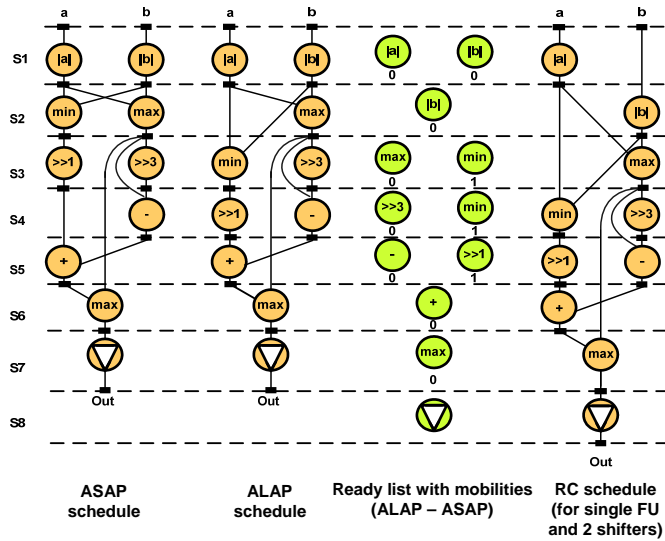 a b a b a b
S1 |a| |b| |a| |b| |a| |b| |a|
0 0
S2 min max max |b| |b|
0
S3 >>1 >>3 min >>3 max min max
0 1
S4 - >>1 - >>3 min min >>3
0 1
S5 + + - >>1 >>1 -
0 1
S6 max max + +
0
S7 max max
Out Out 0
S8
Out
ASAP schedule
ALAP schedule
Ready list with mobilities
(ALAP – ASAP)
RC schedule
(for single FU
and 2 shifters)